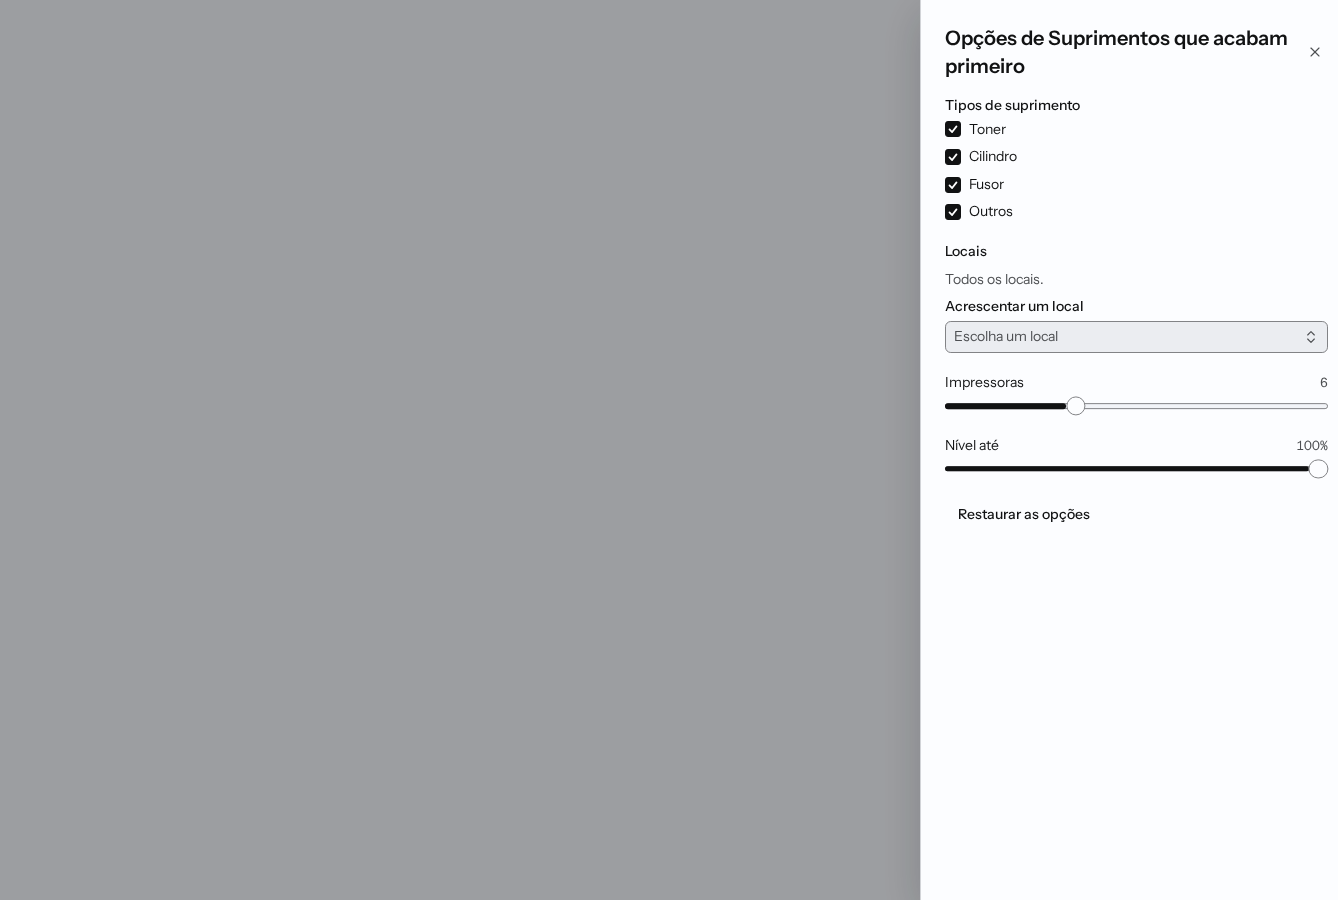 Opções de Suprimentos que acabam
primeiro
Tipos de suprimento
Toner
Cilindro
Fusor
Outros
Locais
Todos os locais.
Acrescentar um local
Escolha um local
Impressoras 6
Nível até 100%
Restaurar as opções